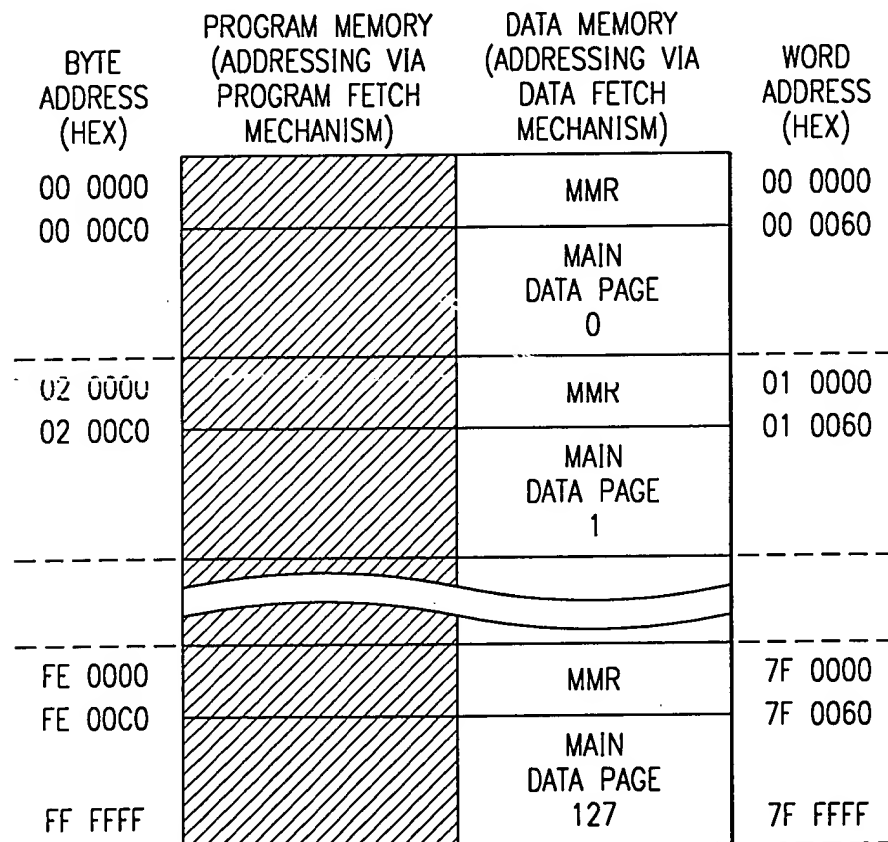 BYTE
ADDRESS
(HEX)
PROGRAM MEMORY
(ADDRESSING VIA
PROGRAM FETCH
MECHANISM)
DATA MEMORY
(ADDRESSING VIA
DATA FETCH
MECHANISM)
WORD
ADDRESS
(HEX)
00 0000
MMR
00 0000
00 00C0
00 0060
MAIN
DATA PAGE
0
02 0000
MMR
01 0000
02 00C0
01 0060
MAIN
DATA PAGE
1
FE 0000
MMR
7F 0000
FE 00C0
7F 0060
MAIN
DATA PAGE
127
FF FFFF
7F FFFF